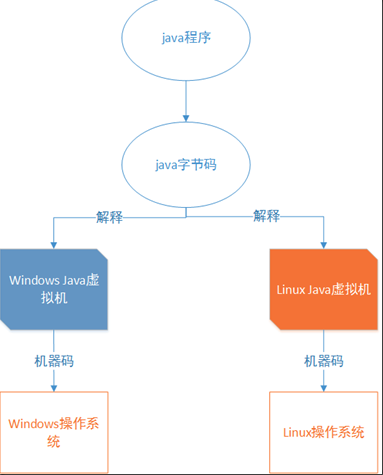 java程序
java字节码
解释
解释
Windows Java虚
拟机
Linux Java虚拟机
机器码
机器码
Windows操作系
统
Linux操作系统